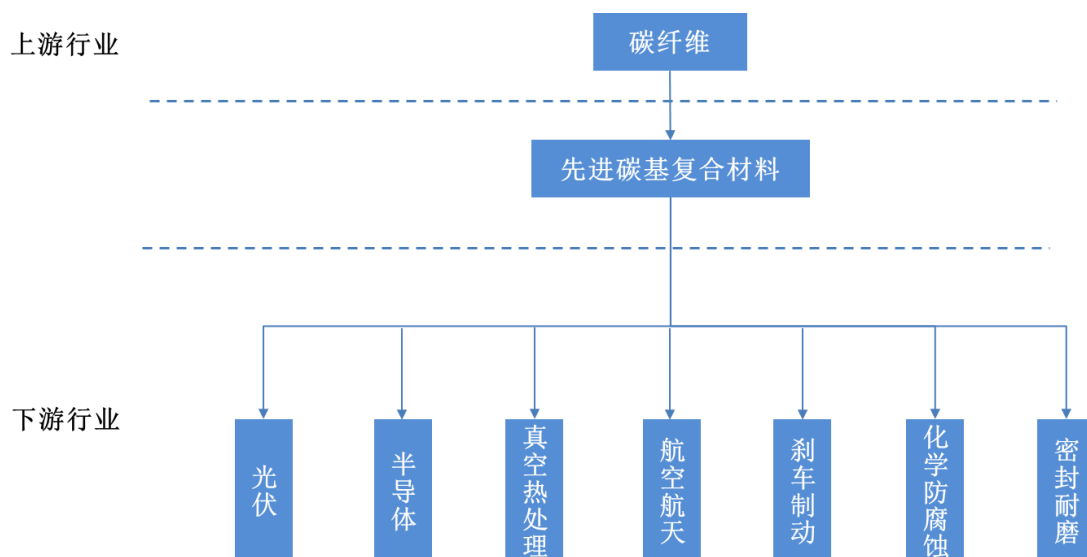 上游行业
碳纤维
先进碳基复合材料
下游行业
光伏
半导体
真空热处理
航空航天
刹车制动
化学防腐蚀
密封耐磨